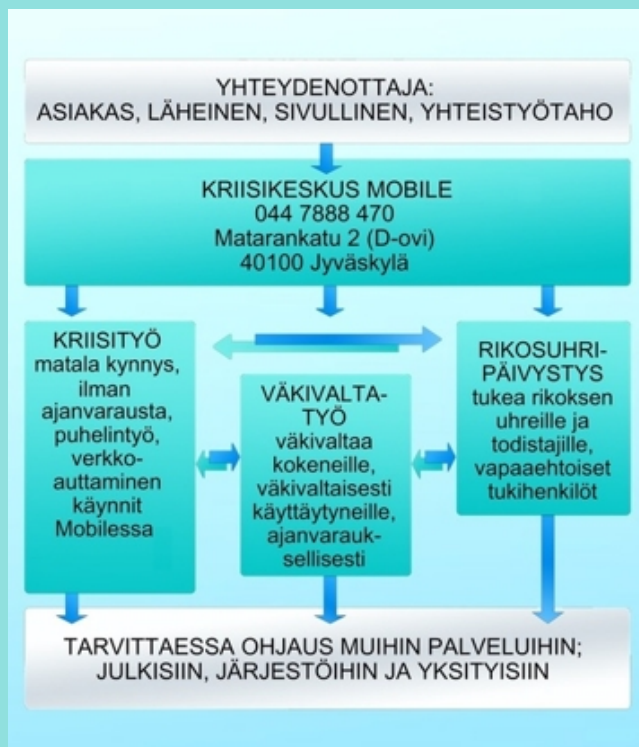 YHTEYDENOTTAJA:
ASIAKAS, LÄHEINEN, SIVULLINEN, YHTEISTYÖTAHO
KRIISIKESKUS MOBILE
044 7888 470
Matarankatu 2 (D-ovi)
40100 Jyväskylä
KRIISITYÖ
matala kynnys,
ilman
ajanvarausta,
puhelintyö,
verkko-
auttaminen
käynnit
Mobilessa
VÄKIVALTA-
TYÖ
väkivaltaa
kokeneille,
väkivaltaisesti
käyttäytyneille,
ajanvarauk-
sellisesti
RIKOSUHRI-
PÄIVYSTYS
tukea rikoksen
uhreille ja
todistajille,
vapaaehtoiset
tukihenkilöt
TARVITTAESSA OHJAUS MUIHIN PALVELUIHIN;
JULKISIIN, JÄRJESTÖIHIN JA YKSITYISIIN